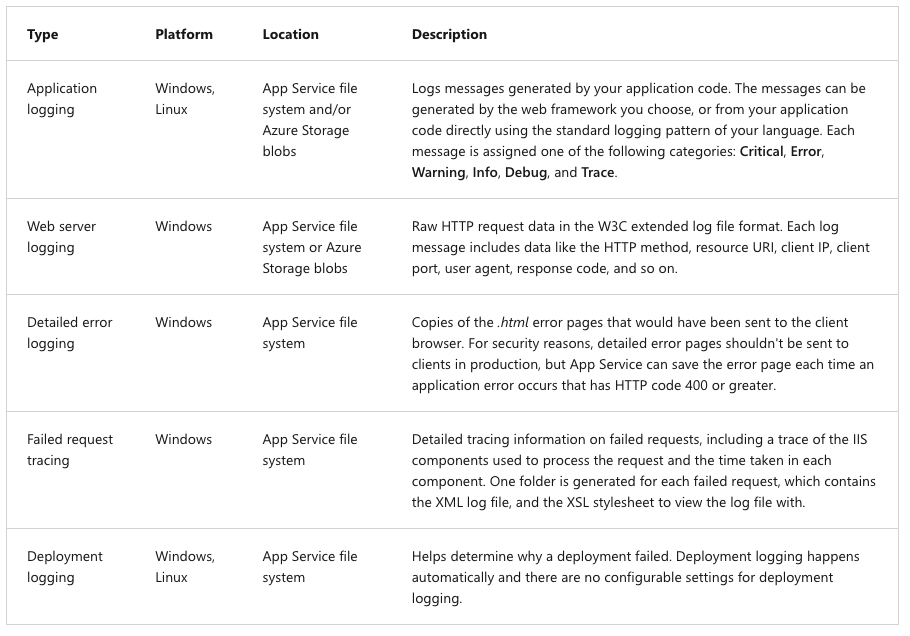 Type Platform Location Description
Application logging
Windows, Linux
App Service file system and/or Azure Storage blobs
Logs messages generated by your application code. The messages can be
generated by the web framework you choose, or from your application
code directly using the standard logging pattern of your language. Each
message is assigned one of the following categories: Critical, Error,
Warning, Info, Debug, and Trace.
Web server
logging
Windows
App Service file
system or Azure
Storage blobs
Raw HTTP request data in the W3C extended log file format. Each log
message includes data like the HTTP method, resource URI, client IP, client
port, user agent, response code, and so on.
Detailed error
logging
Windows
App Service file
system
Copies of the .html error pages that would have been sent to the client
browser. For security reasons, detailed error pages shouldn't be sent to
clients in production, but App Service can save the error page each time an
application error occurs that has HTTP code 400 or greater.
Failed request
tracing
Windows
App Service file
system
Detailed tracing information on failed requests, including a trace of the IIS
components used to process the request and the time taken in each
component. One folder is generated for each failed request, which contains
the XML log file, and the XSL stylesheet to view the log file with.
Deployment
logging
Windows,
Linux
App Service file
system
Helps determine why a deployment failed. Deployment logging happens
automatically and there are no configurable settings for deployment
logging.